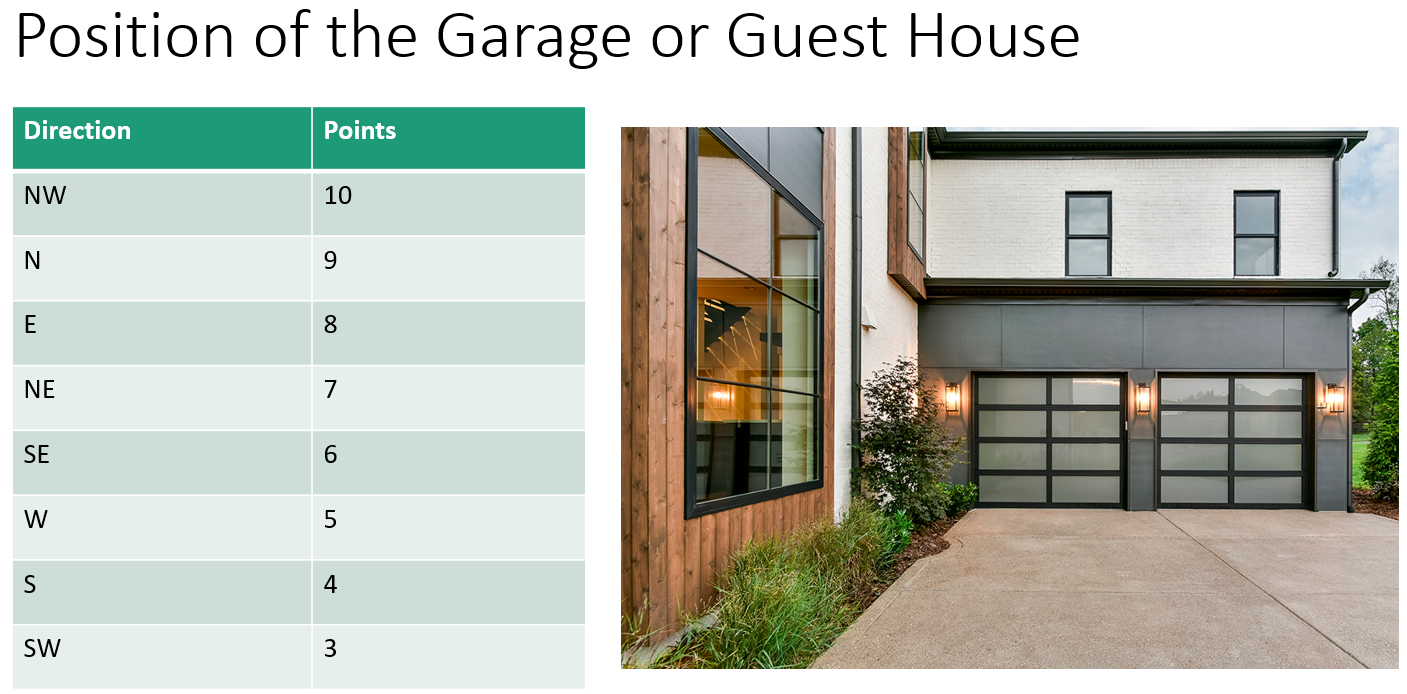 Position of the Garage or Guest House
Direction Points
NW 10
N 9
E 8
NE 7
SE 6
W 5
S 4
SW 3